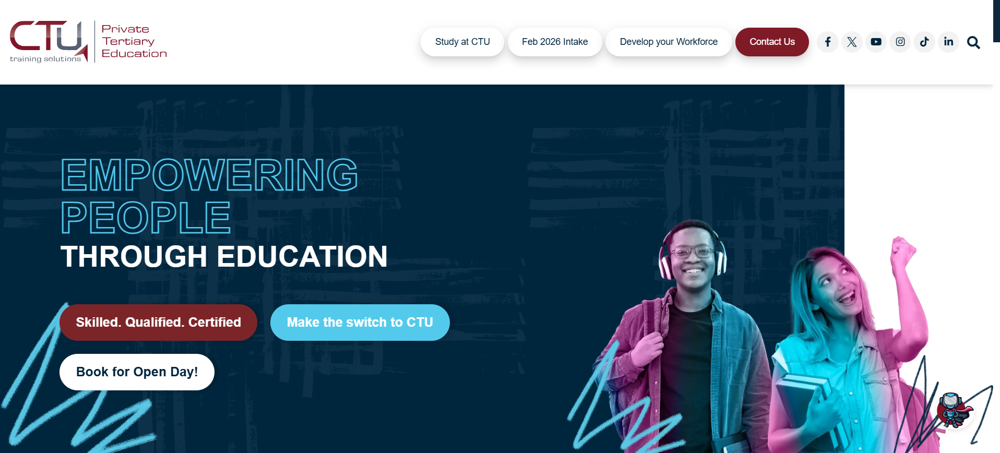 CTU
training solutions
Private
Tertiary
Education
Study at CTU
Feb 2026 Intake
Develop your Workforce
Contact Us
EMPOWERING
PEOPLE
THROUGH EDUCATION
Skilled. Qualified. Certified
Make the switch to CTU
Book for Open Day!